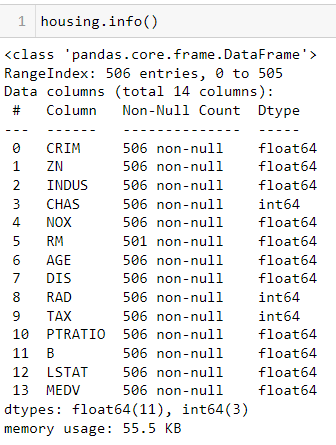 1 housing.info()
<class 'pandas.core.frame.DataFrame'>
RangeIndex: 506 entries, 0 to 505
Data columns (total 14 columns):
 #   Column   Non-Null Count  Dtype
---  ------   --------------  -----
 0   CRIM     506 non-null    float64
 1   ZN       506 non-null    float64
 2   INDUS    506 non-null    float64
 3   CHAS     506 non-null    int64
 4   NOX      506 non-null    float64
 5   RM       501 non-null    float64
 6   AGE      506 non-null    float64
 7   DIS      506 non-null    float64
 8   RAD      506 non-null    int64
 9   TAX      506 non-null    int64
 10  PTRATIO  506 non-null    float64
 11  B        506 non-null    float64
 12  LSTAT    506 non-null    float64
 13  MEDV     506 non-null    float64
dtypes: float64(11), int64(3)
memory usage: 55.5 KB